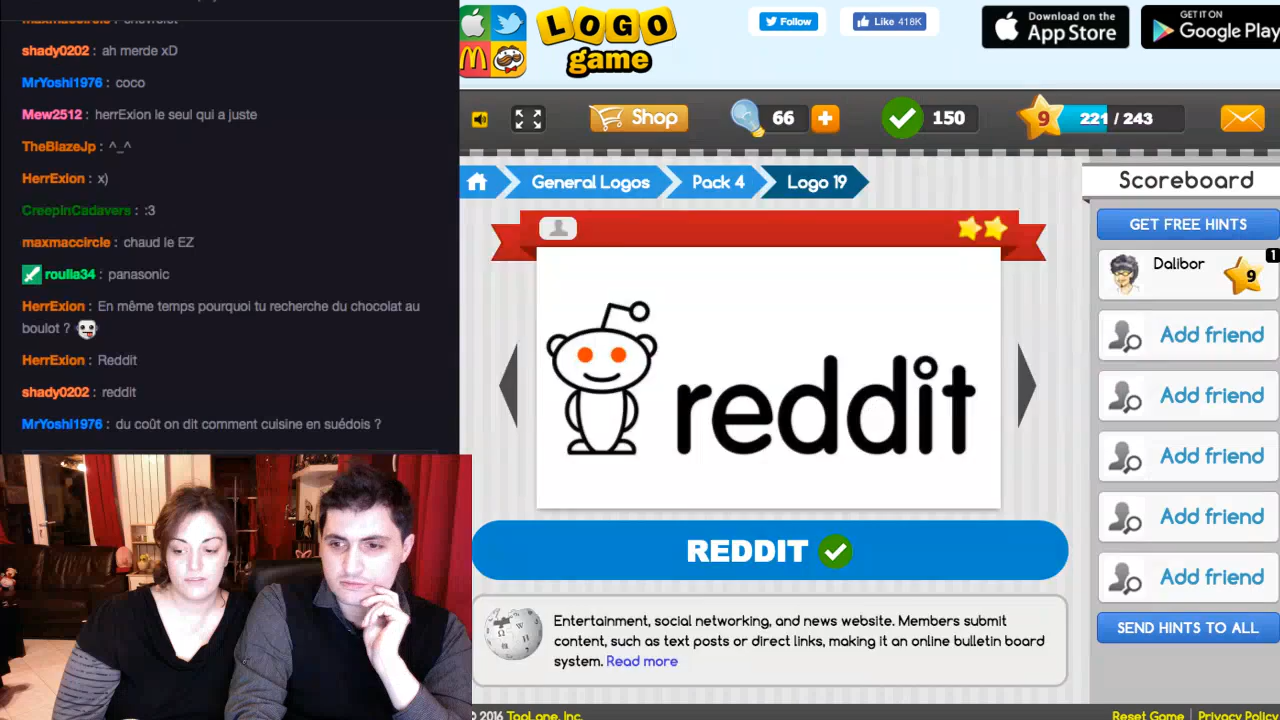 maxmaccircle : chevrolet
shady0202 : ah merde xD
MrYoshi1976 : coco
Mew2512 : herrExion le seul qui a juste
TheBlazeJp : ^_^
HerrExion : x)
CreepinCadavers : :3
maxmaccircle : chaud le EZ
roulla34 : panasonic
HerrExion : En même temps pourquoi tu recherche du chocolat au
boulot ?
HerrExion : Reddit
shady0202 : reddit
MrYoshi1976 : du coût on dit comment cuisine en suédois ?
LOGO
game
Follow
Like 418K
Download on the
App Store
GET IT ON
Google Play
Shop
66
150
9
221 / 243
General Logos
Pack 4
Logo 19
reddit
REDDIT
Entertainment, social networking, and news website. Members submit
content, such as text posts or direct links, making it an online bulletin board
system. Read more
Scoreboard
GET FREE HINTS
Dalibor
9
1
Add friend
Add friend
Add friend
Add friend
Add friend
SEND HINTS TO ALL
© 2016 TapLane, Inc.
Reset Game | Privacy Policy